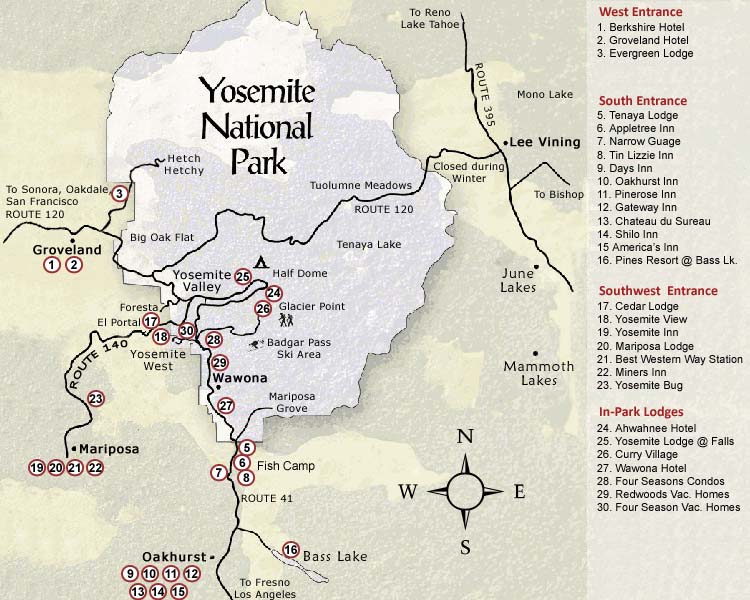 To Reno
Lake Tahoe
ROUTE 395
Yosemite
National
Park
Mono Lake
Lee Vining
Hetch
Hetchy
Closed during
Winter
Tuolumne Meadows
To Sonora, Oakdale,
San Francisco
ROUTE 120
3
To Bishop
ROUTE 120
Big Oak Flat
Tenaya Lake
Groveland
1 2
Yosemite
Valley
25
Half Dome
June
Lakes
24
Foresta
26
Glacier Point
El Portal
17
30
18
28
Badgar Pass
Ski Area
ROUTE 140
Yosemite
West
29
Mammoth
Lakes
Wawona
23
27
Mariposa
Grove
Mariposa
19 20 21 22
5
6
Fish Camp
7
8
ROUTE 41
N
W E
S
Oakhurst
16
Bass Lake
9 10 11 12
13 14 15
To Fresno
Los Angeles
West Entrance
1. Berkshire Hotel
2. Groveland Hotel
3. Evergreen Lodge
South Entrance
5. Tenaya Lodge
6. Appletree Inn
7. Narrow Guage
8. Tin Lizzie Inn
9. Days Inn
10. Oakhurst Inn
11. Pinerose Inn
12. Gateway Inn
13. Chateau du Sureau
14. Shilo Inn
15 America's Inn
16. Pines Resort @ Bass Lk.
Southwest Entrance
17. Cedar Lodge
18. Yosemite View
19. Yosemite Inn
20. Mariposa Lodge
21. Best Western Way Station
22. Miners Inn
23. Yosemite Bug
In-Park Lodges
24. Ahwahnee Hotel
25. Yosemite Lodge @ Falls
26. Curry Village
27. Wawona Hotel
28. Four Seasons Condos
29. Redwoods Vac. Homes
30. Four Season Vac. Homes